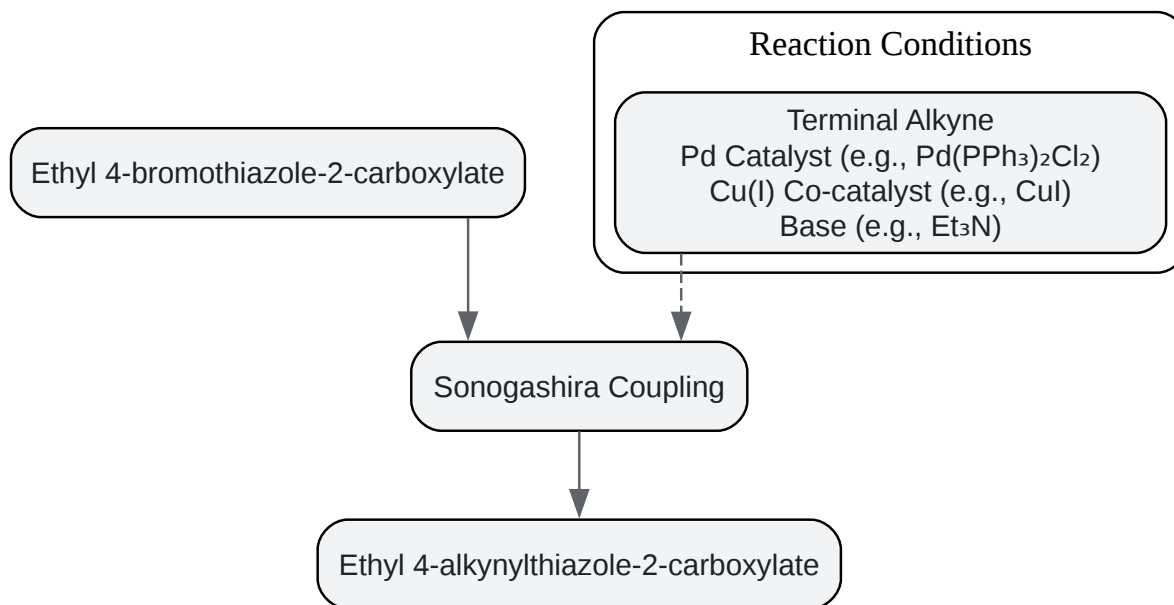 Reaction Conditions
Terminal Alkyne
Pd Catalyst (e.g., Pd(PPh₃)₂Cl₂)
Cu(I) Co-catalyst (e.g., CuI)
Base (e.g., Et₃N)
Ethyl 4-bromothiazole-2-carboxylate
Sonogashira Coupling
Ethyl 4-alkynylthiazole-2-carboxylate